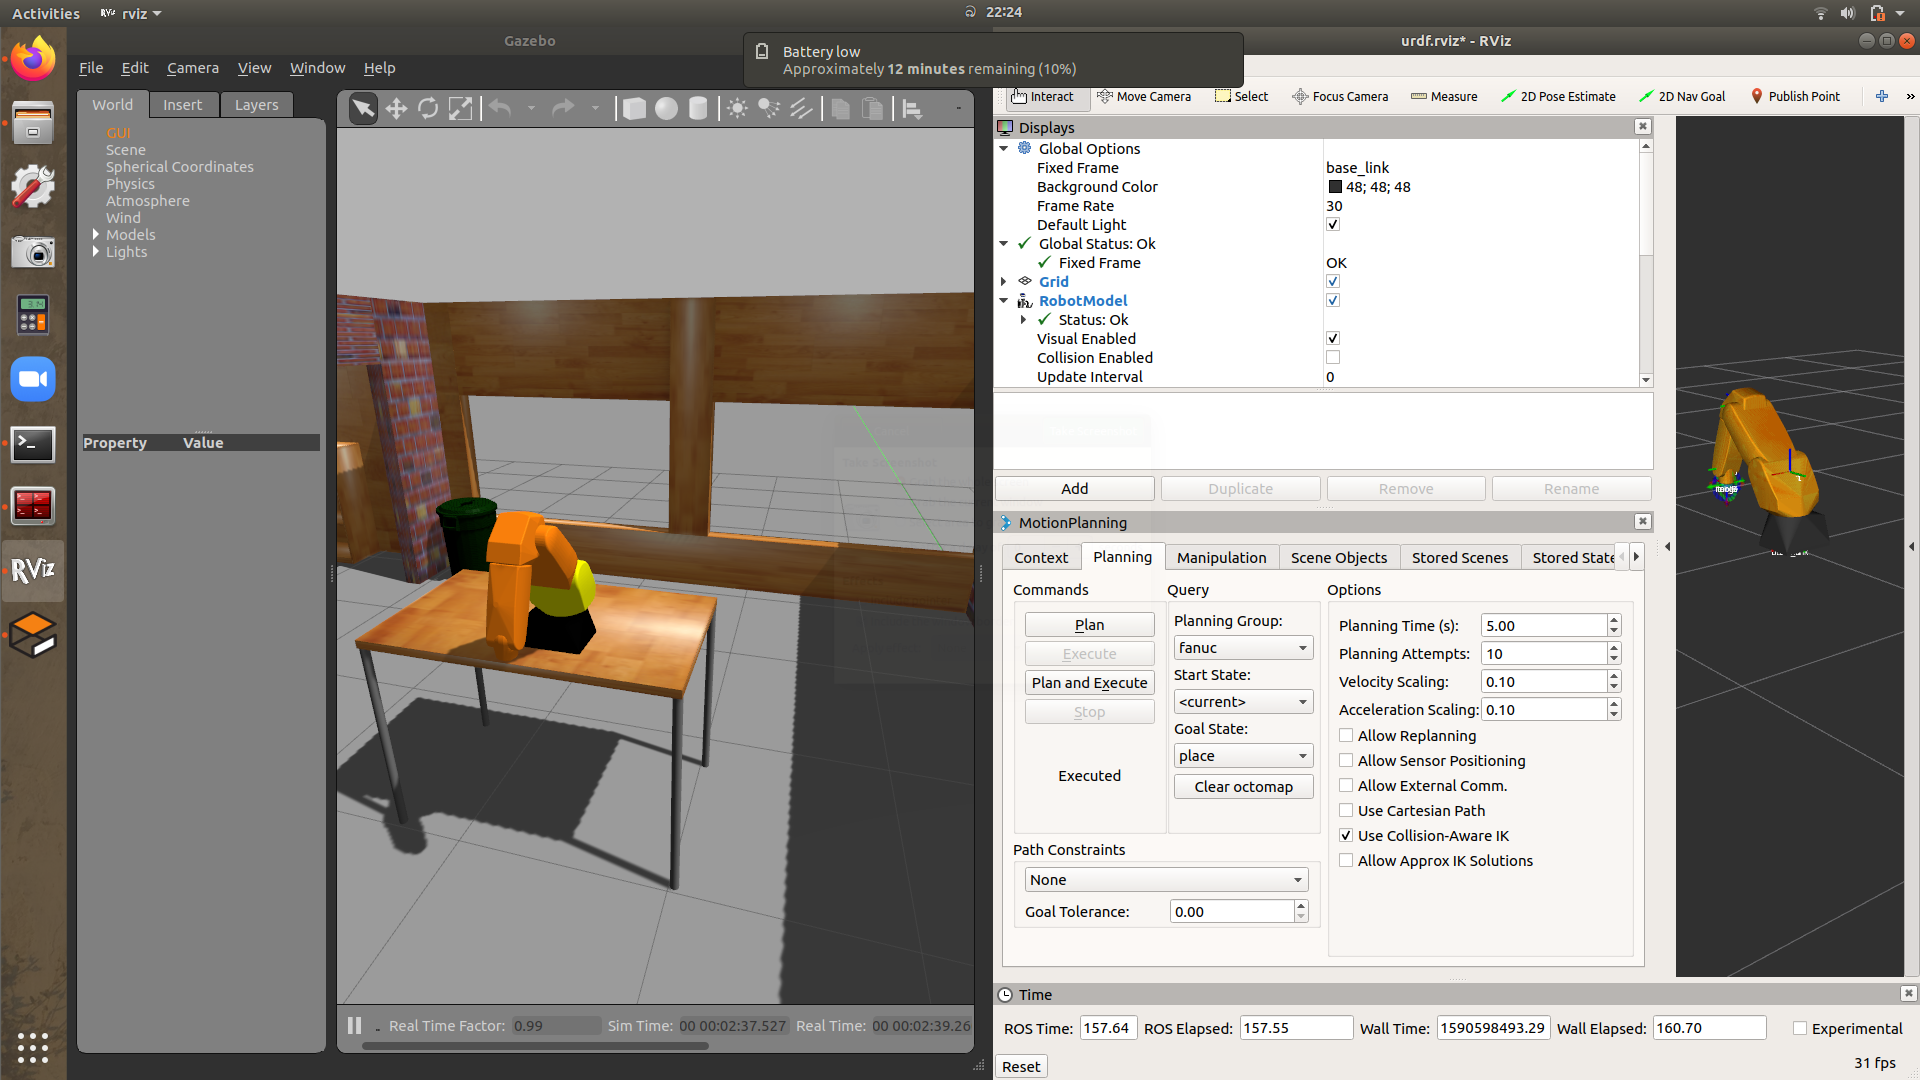 Activities
rviz
22:24
Gazebo
Battery low
Approximately 12 minutes remaining (10%)
urdf.rviz* - RViz
File Edit Camera View Window Help
World Insert Layers
GUI
Scene
Spherical Coordinates
Physics
Atmosphere
Wind
Models
Lights
Property Value
Real Time Factor: 0.99 Sim Time: 00 00:02:37.527 Real Time: 00 00:02:39.26
RViz
Interact Move Camera Select Focus Camera Measure 2D Pose Estimate 2D Nav Goal Publish Point
Displays
Global Options
Fixed Frame base_link
Background Color 48; 48; 48
Frame Rate 30
Default Light
Global Status: Ok
Fixed Frame OK
Grid
RobotModel
Status: Ok
Visual Enabled
Collision Enabled
Update Interval 0
Add Duplicate Remove Rename
MotionPlanning
Context Planning Manipulation Scene Objects Stored Scenes Stored State
Commands Query Options
Plan
Execute
Plan and Execute
Stop
Executed
Planning Group:
fanuc
Start State:
<current>
Goal State:
place
Clear octomap
Planning Time (s): 5.00
Planning Attempts: 10
Velocity Scaling: 0.10
Acceleration Scaling: 0.10
Allow Replanning
Allow Sensor Positioning
Allow External Comm.
Use Cartesian Path
Use Collision-Aware IK
Allow Approx IK Solutions
Path Constraints
None
Goal Tolerance: 0.00
Time
ROS Time: 157.64 ROS Elapsed: 157.55 Wall Time: 1590598493.29 Wall Elapsed: 160.70 Experimental
Reset
31 fps